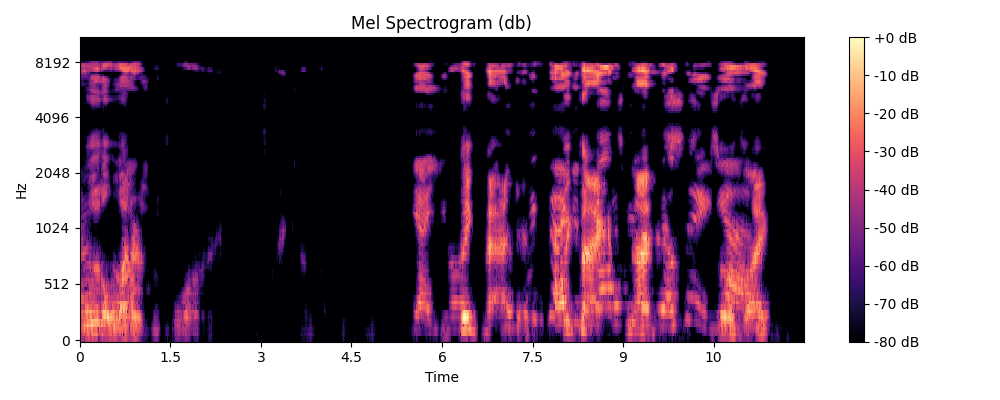 Mel Spectrogram (db)
8192
4096
2048
1024
512
0
Hz
0 1.5 3 4.5 6 7.5 9 10
Time
+0 dB
-10 dB
-20 dB
-30 dB
-40 dB
-50 dB
-60 dB
-70 dB
-80 dB